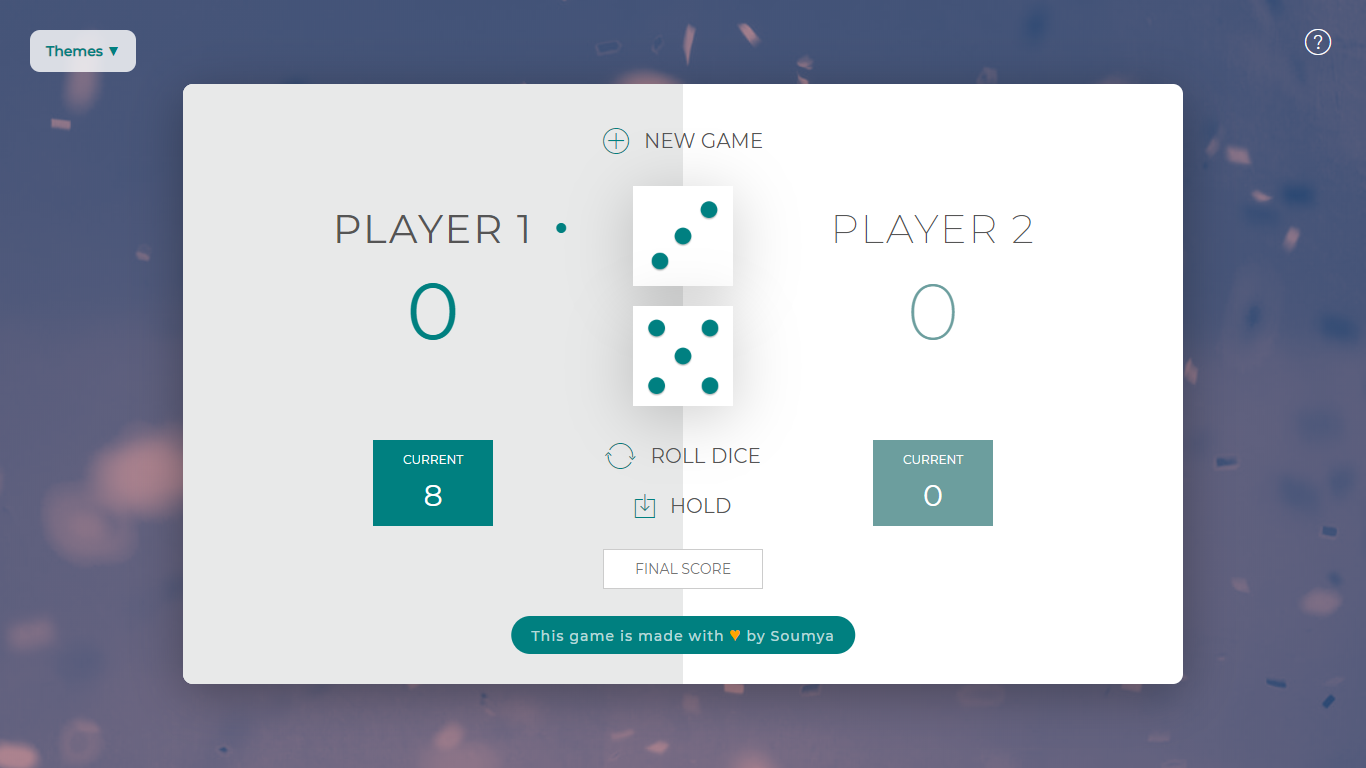 Themes ▼
?
NEW GAME
PLAYER 1
PLAYER 2
0
0
CURRENT
8
ROLL DICE
HOLD
CURRENT
0
FINAL SCORE
This game is made with ♥ by Soumya